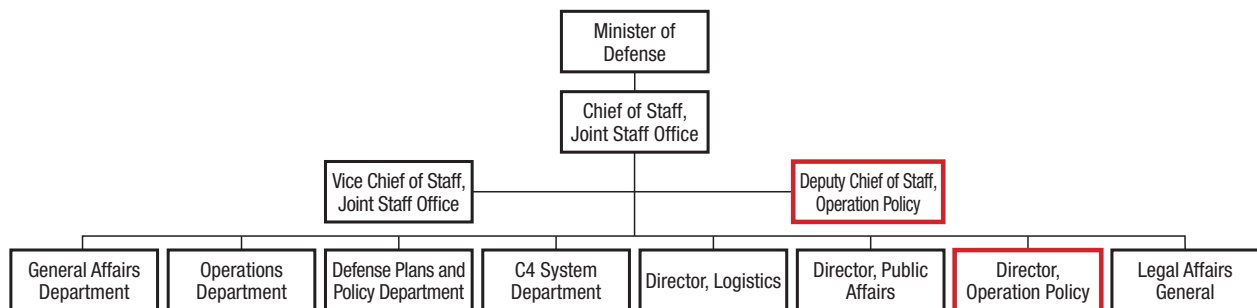 Minister of
Defense
Chief of Staff,
Joint Staff Office
Vice Chief of Staff,
Joint Staff Office
Deputy Chief of Staff,
Operation Policy
General Affairs
Department
Operations
Department
Defense Plans and
Policy Department
C4 System
Department
Director, Logistics
Director, Public
Affairs
Director,
Operation Policy
Legal Affairs
General